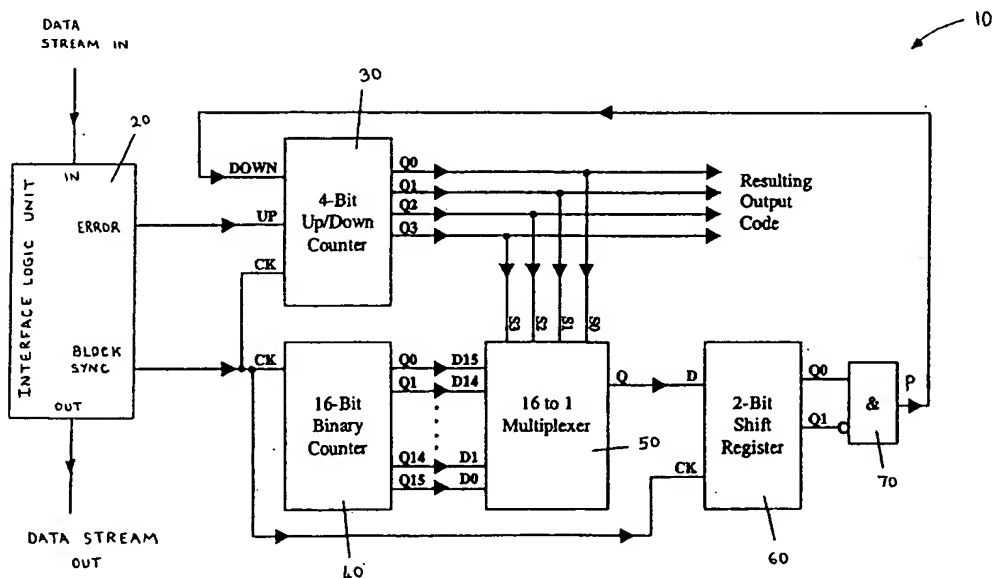 DATA
STREAM IN
10
20
30
IN
INTERFACE LOGIC UNIT
ERROR
BLOCK
SYNC
OUT
DATA STREAM
OUT
DOWN
UP
CK
4-Bit
Up/Down
Counter
Q0
Q1
Q2
Q3
Resulting
Output
Code
S3
S2
S1
S0
CK
16-Bit
Binary
Counter
40
Q0
Q1
Q14
Q15
D15
D14
D1
D0
16 to 1
Multiplexer
50
Q
D
CK
2-Bit
Shift
Register
60
Q0
Q1
&
70
P